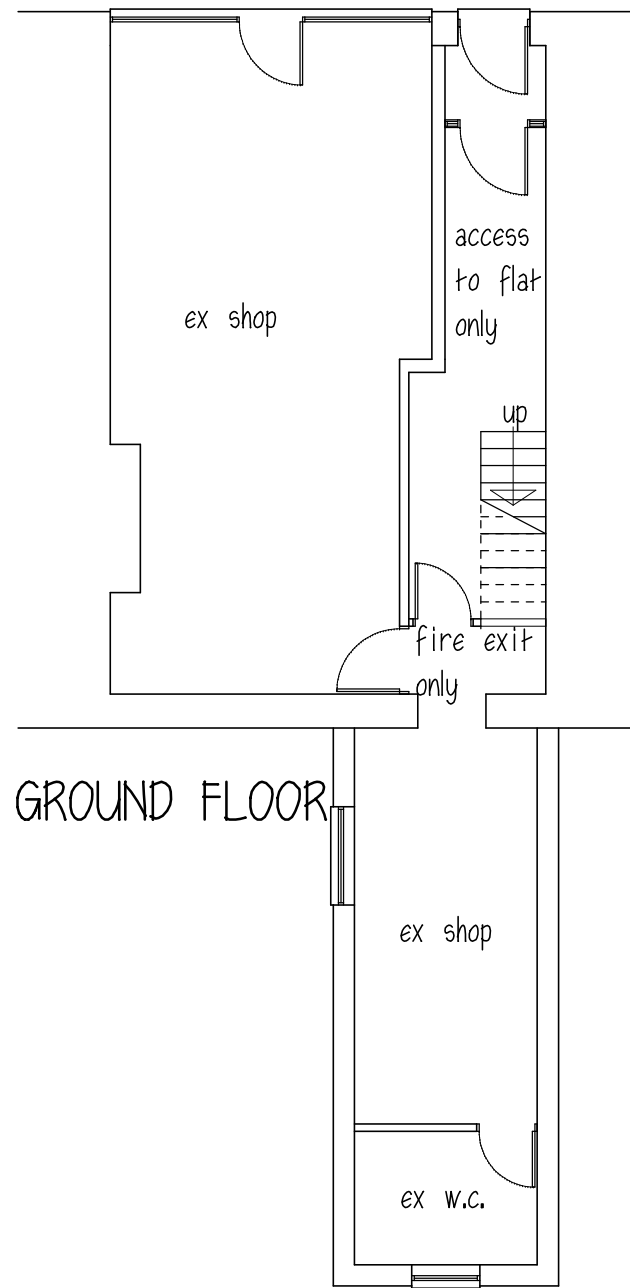 access
to flat
only
ex shop
up
fire exit
only
GROUND FLOOR
ex shop
ex w.c.